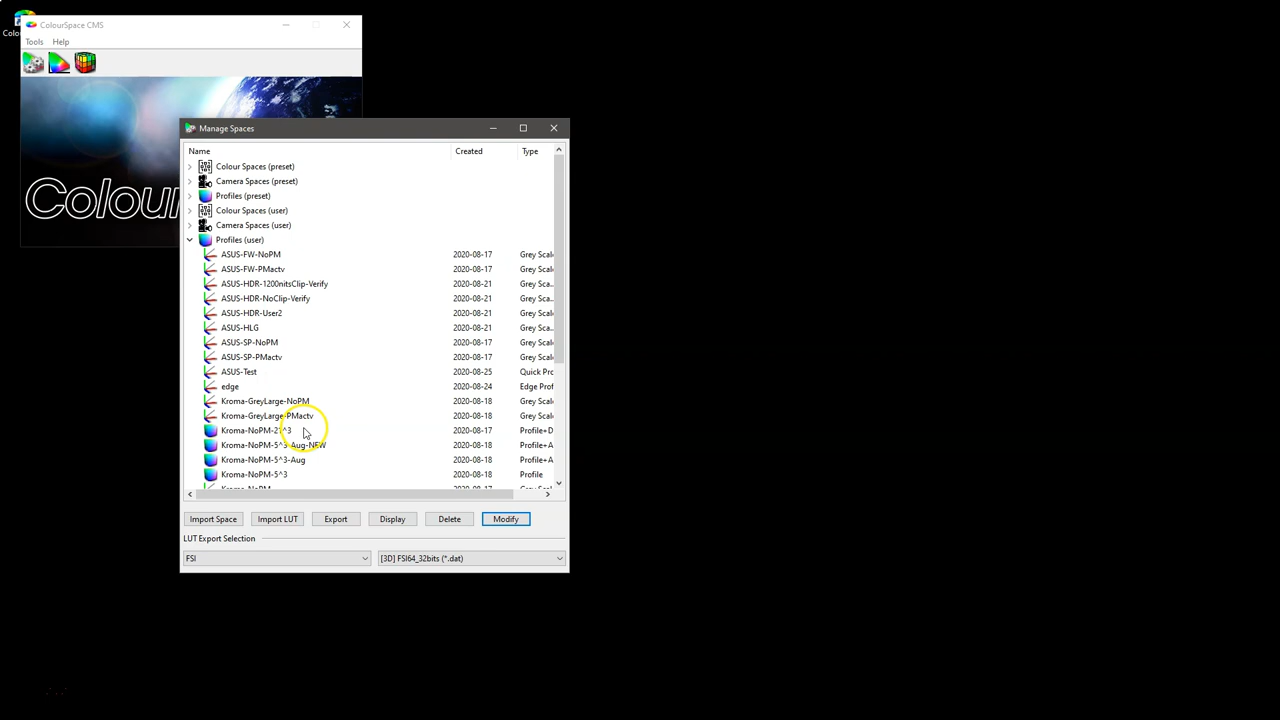 ColourSpace CMS
Tools Help
Colour
Manage Spaces
Name Created Type
Colour Spaces (preset)
Camera Spaces (preset)
Profiles (preset)
Colour Spaces (user)
Camera Spaces (user)
Profiles (user)
ASUS-FW-NoPM 2020-08-17 Grey Scal
ASUS-FW-PMactv 2020-08-17 Grey Scal
ASUS-HDR-1200nitsClip-Verify 2020-08-21 Grey Sca...
ASUS-HDR-NoClip-Verify 2020-08-21 Grey Sca...
ASUS-HDR-User2 2020-08-21 Grey Sca...
ASUS-HLG 2020-08-21 Grey Sca...
ASUS-SP-NoPM 2020-08-17 Grey Scal
ASUS-SP-PMactv 2020-08-17 Grey Scal
ASUS-Test 2020-08-25 Quick Pro
edge 2020-08-24 Edge Prof
Kroma-GreyLarge-NoPM 2020-08-18 Grey Scal
Kroma-GreyLarge-PMactv 2020-08-18 Grey Scal
Kroma-NoPM-21^3 2020-08-18 Profile+D
Kroma-NoPM-5^3-Aug-NEW 2020-08-18 Profile+A
Kroma-NoPM-5^3-Aug 2020-08-18 Profile+A
Kroma-NoPM-5^3 2020-08-18 Profile
Kroma-NoPM 2020-08-17 Grey Scal
Import Space Import LUT Export Display Delete Modify
LUT Export Selection
FSI [3D] FSI64_32bits (*.dat)